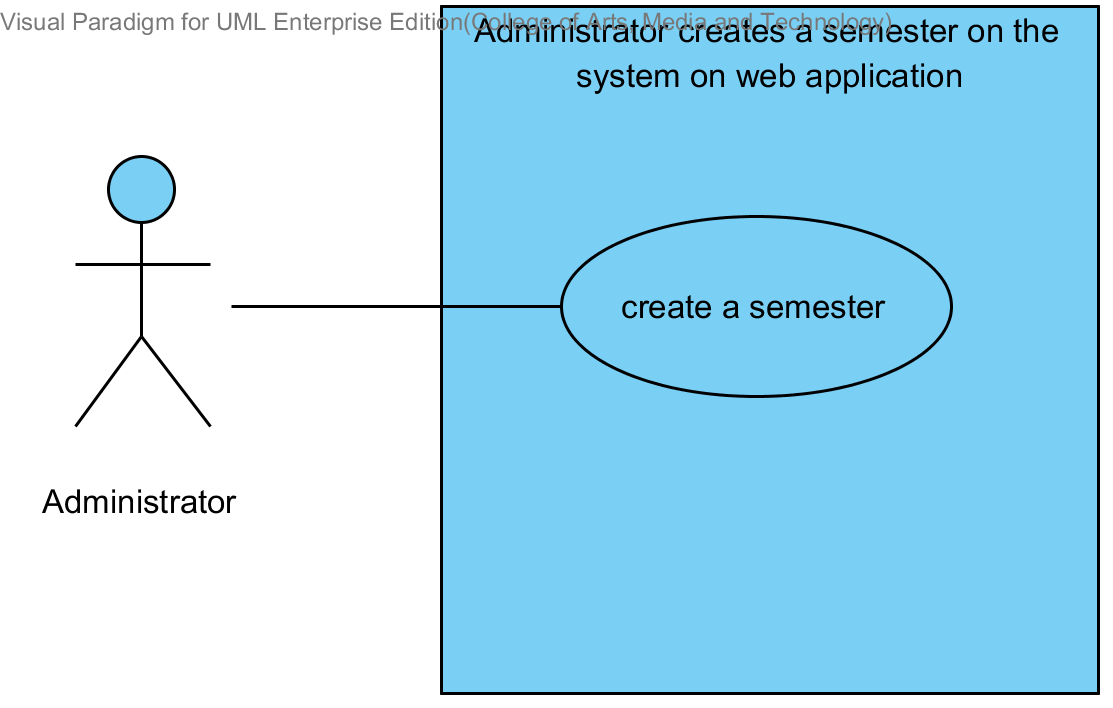 Visual Paradigm for UML Enterprise Edition(College of Arts, Media and Technology)
Administrator creates a semester on the
system on web application
create a semester
Administrator